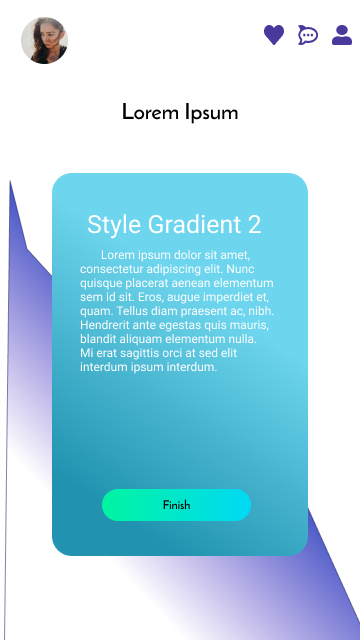 Lorem Ipsum
Style Gradient 2
Lorem ipsum dolor sit amet,
consectetur adipiscing elit. Nunc
quisque placerat aenean elementum
sem id sit. Eros, augue imperdiet et,
quam. Tellus diam praesent ac, nibh.
Hendrerit ante egestas quis mauris,
blandit aliquam elementum nulla.
Mi erat sagittis orci at sed elit
interdum ipsum interdum.
Finish